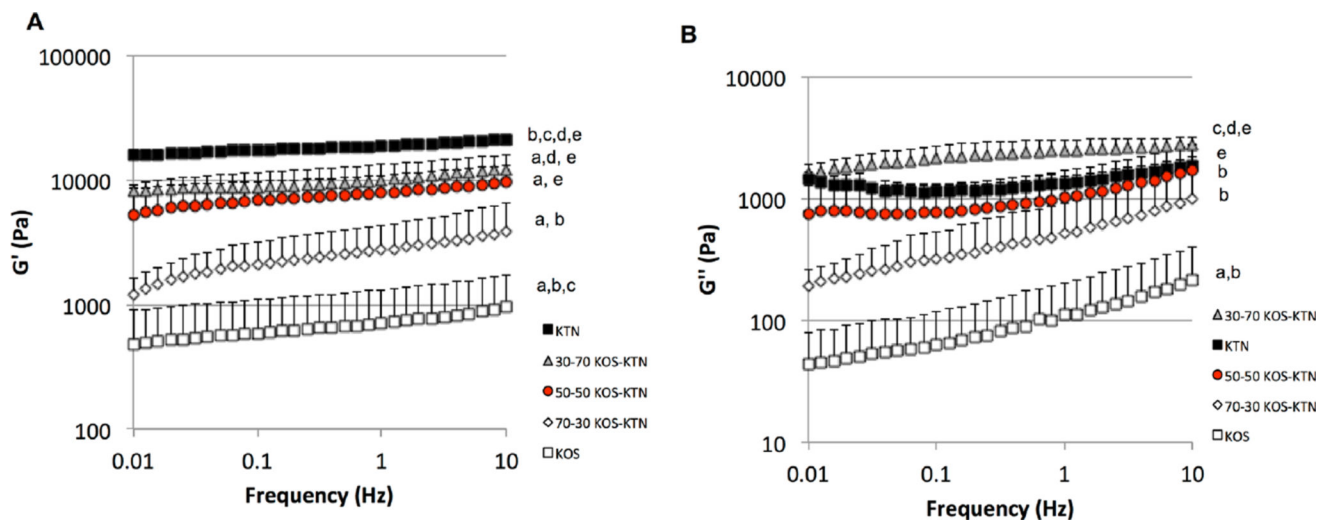 A
G' (Pa)
100000
10000
1000
100
b,c,d,e
a,d, e
a, e
a, b
a,b,c
KTN
30-70 KOS-KTN
50-50 KOS-KTN
70-30 KOS-KTN
KOS
0.01 0.1 1 10
Frequency (Hz)
B
G'' (Pa)
10000
1000
100
10
c,d,e
e
b
b
a,b
30-70 KOS-KTN
KTN
50-50 KOS-KTN
70-30 KOS-KTN
KOS
0.01 0.1 1 10
Frequency (Hz)